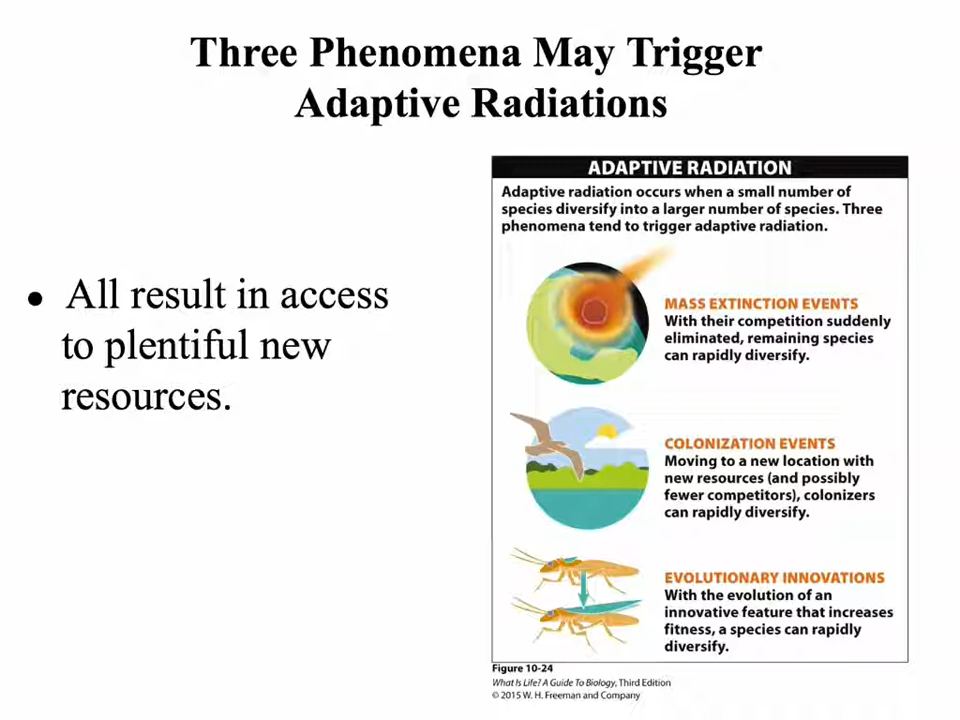 Three Phenomena May Trigger
Adaptive Radiations
• All result in access
to plentiful new
resources.
ADAPTIVE RADIATION
Adaptive radiation occurs when a small number of
species diversify into a larger number of species. Three
phenomena tend to trigger adaptive radiation.
MASS EXTINCTION EVENTS
With their competition suddenly
eliminated, remaining species
can rapidly diversify.
COLONIZATION EVENTS
Moving to a new location with
new resources (and possibly
fewer competitors), colonizers
can rapidly diversify.
EVOLUTIONARY INNOVATIONS
With the evolution of an
innovative feature that increases
fitness, a species can rapidly
diversify.
Figure 10-24
What Is Life? A Guide To Biology, Third Edition
© 2015 W. H. Freeman and Company